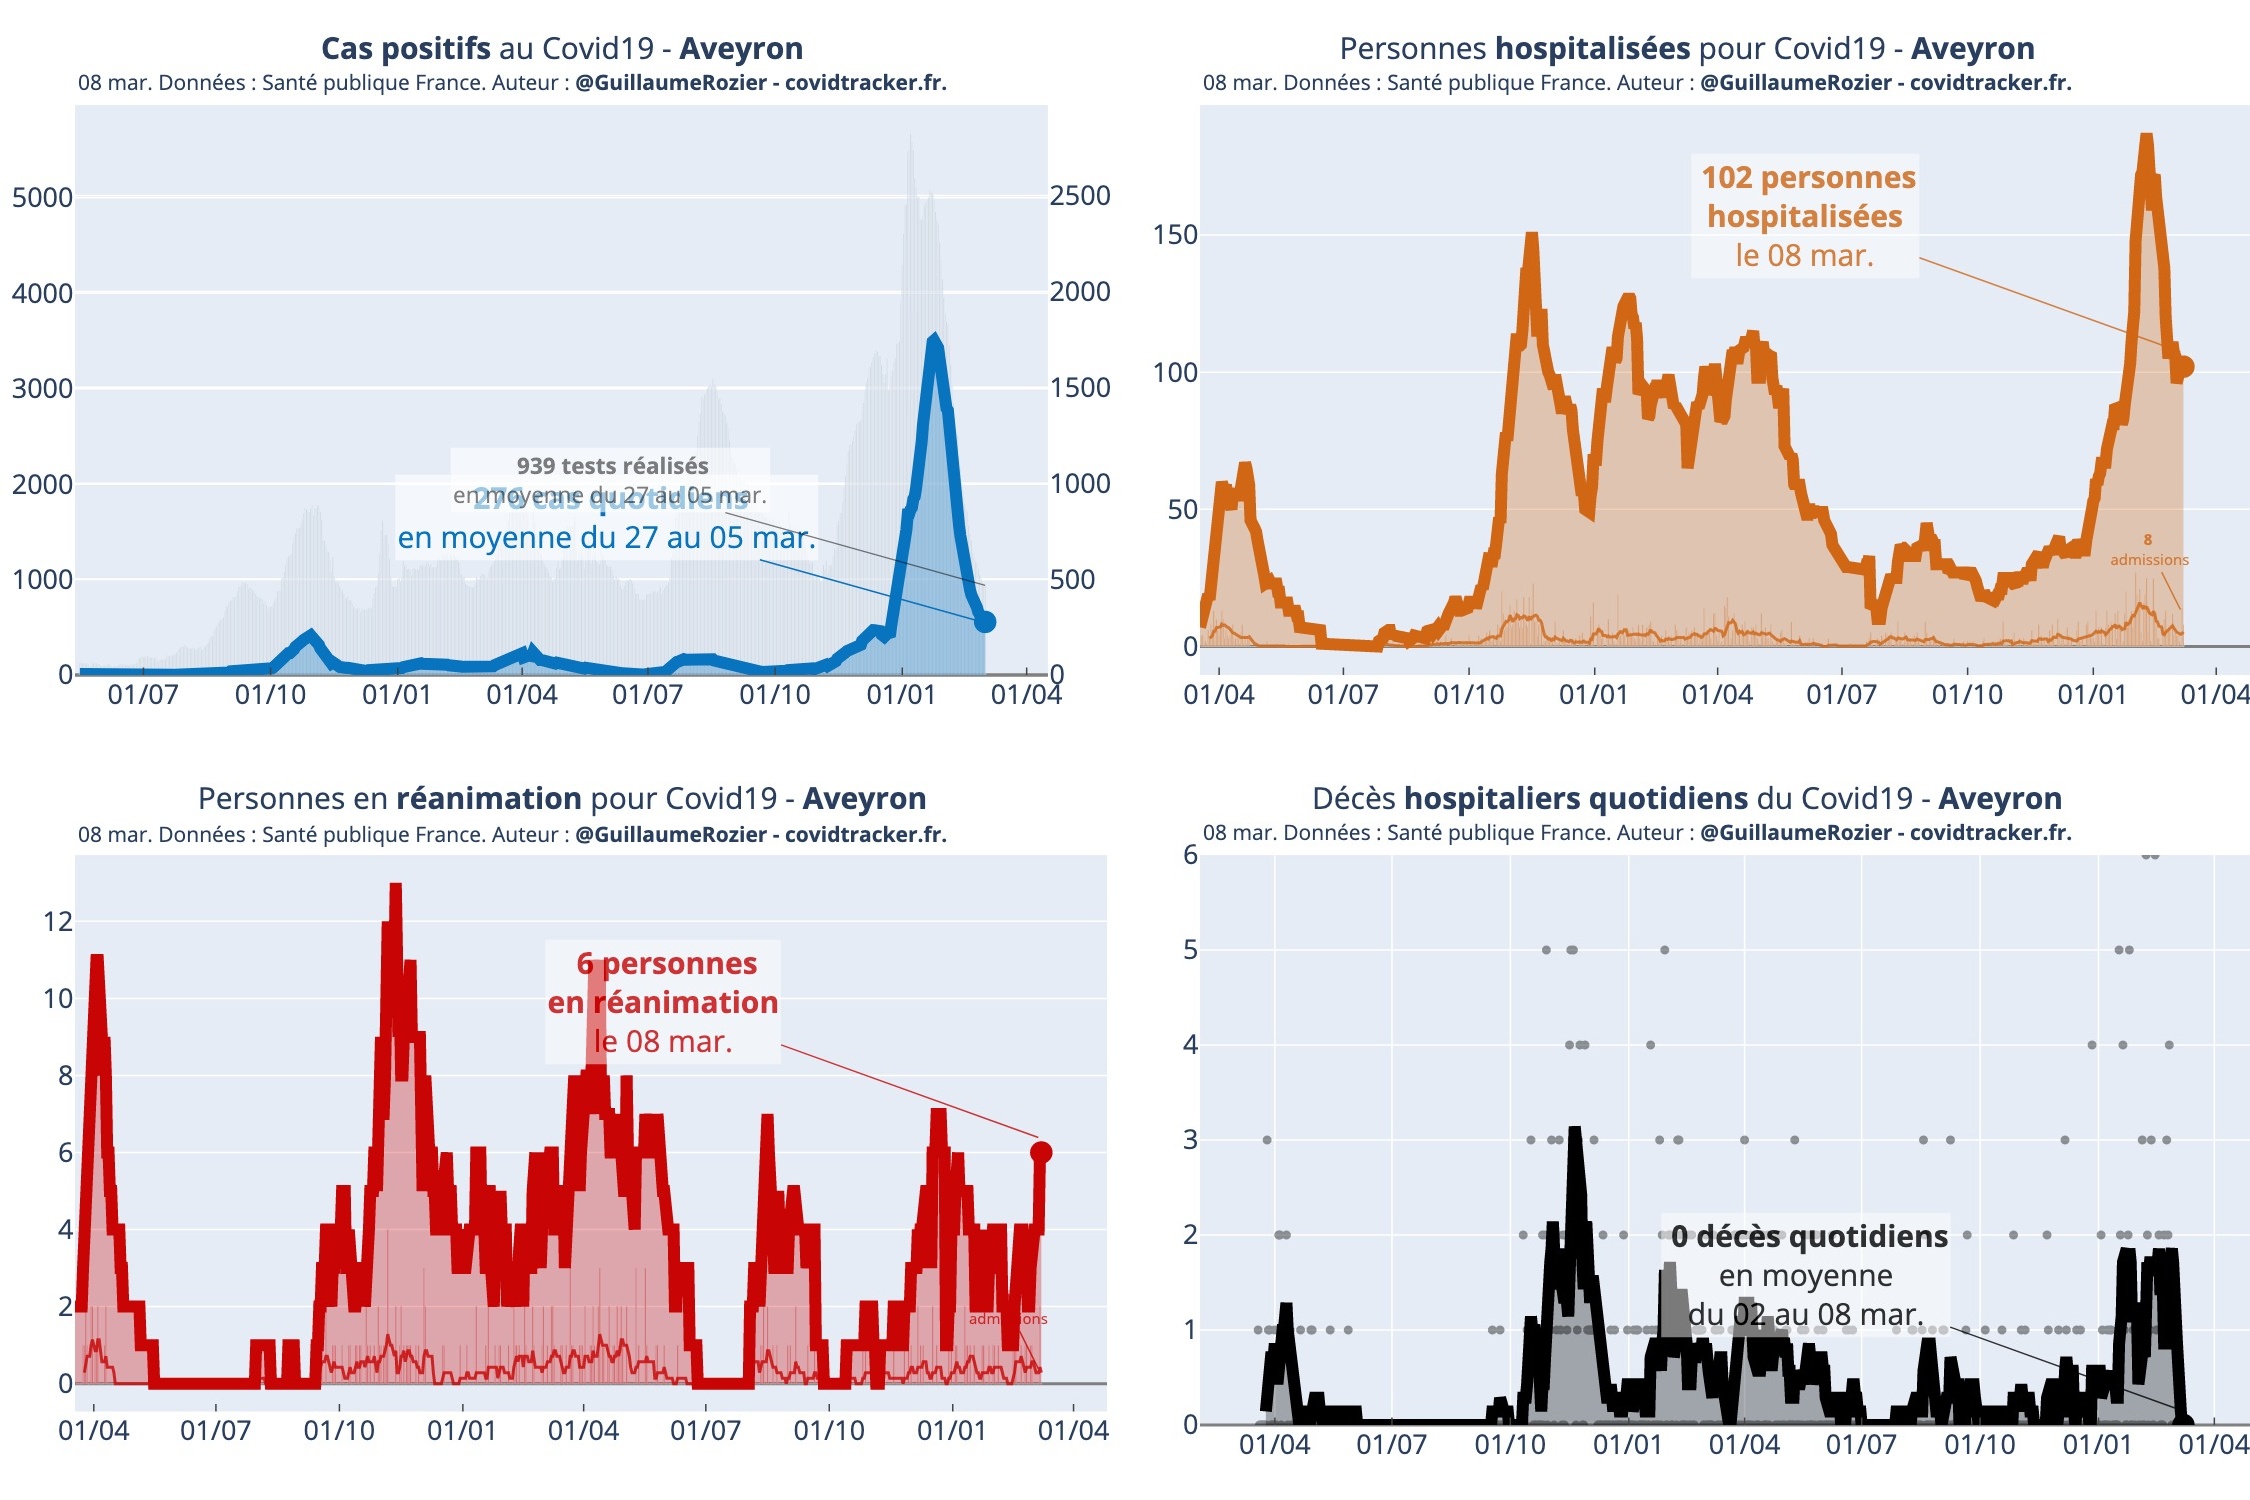 Cas positifs au Covid19 - Aveyron
08 mar. Données : Santé publique France. Auteur : @GuillaumeRozier - covidtracker.fr.
5000
4000
3000
2000
1000
0
2500
2000
1500
1000
500
0
939 tests réalisés
en moyenne du 27 au 05 mar.
276 cas quotidiens
en moyenne du 27 au 05 mar.
01/07 01/10 01/01 01/04 01/07 01/10 01/01 01/04
Personnes hospitalisées pour Covid19 - Aveyron
08 mar. Données : Santé publique France. Auteur : @GuillaumeRozier - covidtracker.fr.
150
100
50
0
102 personnes
hospitalisées
le 08 mar.
8
admissions
01/04 01/07 01/10 01/01 01/04 01/07 01/10 01/01 01/04
Personnes en réanimation pour Covid19 - Aveyron
08 mar. Données : Santé publique France. Auteur : @GuillaumeRozier - covidtracker.fr.
12
10
8
6
4
2
0
6 personnes
en réanimation
le 08 mar.
admissions
01/04 01/07 01/10 01/01 01/04 01/07 01/10 01/01 01/04
Décès hospitaliers quotidiens du Covid19 - Aveyron
08 mar. Données : Santé publique France. Auteur : @GuillaumeRozier - covidtracker.fr.
6
5
4
3
2
1
0
0 décès quotidiens
en moyenne
du 02 au 08 mar.
01/04 01/07 01/10 01/01 01/04 01/07 01/10 01/01 01/04